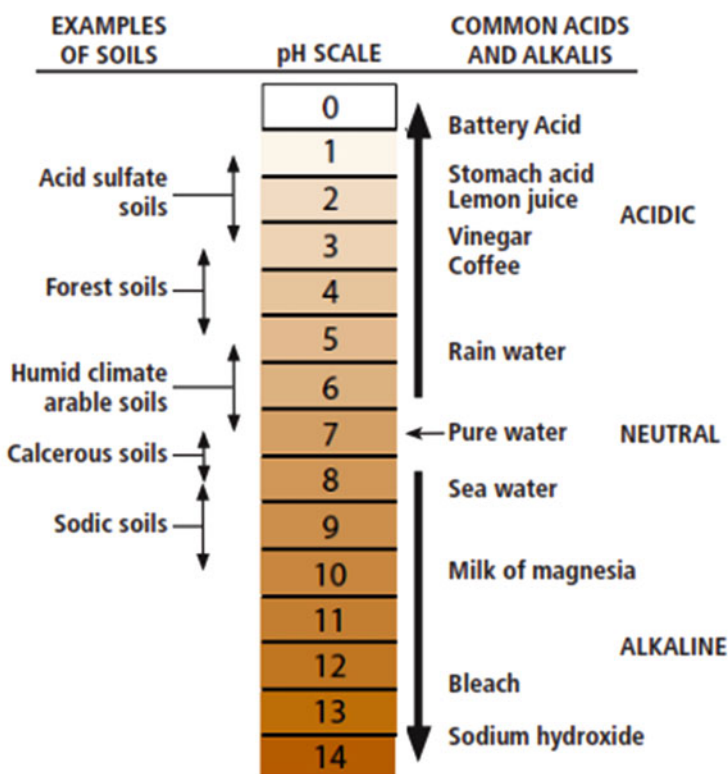 EXAMPLES
OF SOILS
pH SCALE
COMMON ACIDS
AND ALKALIS
0
Battery Acid
1
Acid sulfate
soils
2
Stomach acid
Lemon juice
ACIDIC
3
Vinegar
Coffee
Forest soils
4
5
Rain water
Humid climate
arable soils
6
7
Pure water
NEUTRAL
Calcerous soils
8
Sea water
Sodic soils
9
10
Milk of magnesia
11
ALKALINE
12
Bleach
13
Sodium hydroxide
14